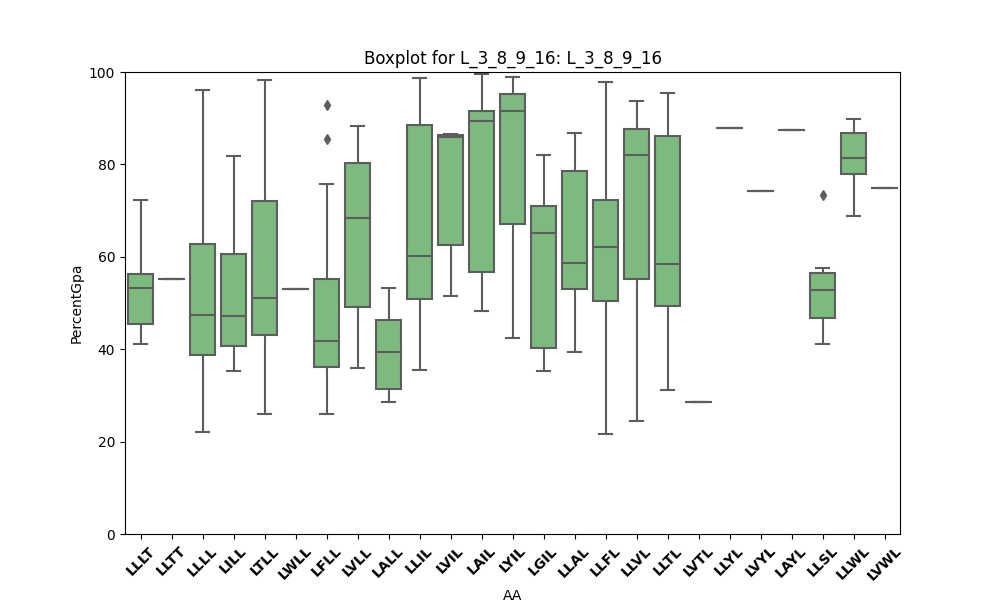 Boxplot for L_3_8_9_16: L_3_8_9_16
100
80
60
40
20
0
PercentGpa
LLLT LLTT LLLL LILL LTLL LWLL LFLL LVLL LALL LLIL LVIL LAIL LYIL LGIL LLAL LLFL LLVL LLTL LVTL LLYL LVYL LAYL LLSL LLWL LVWL
AA